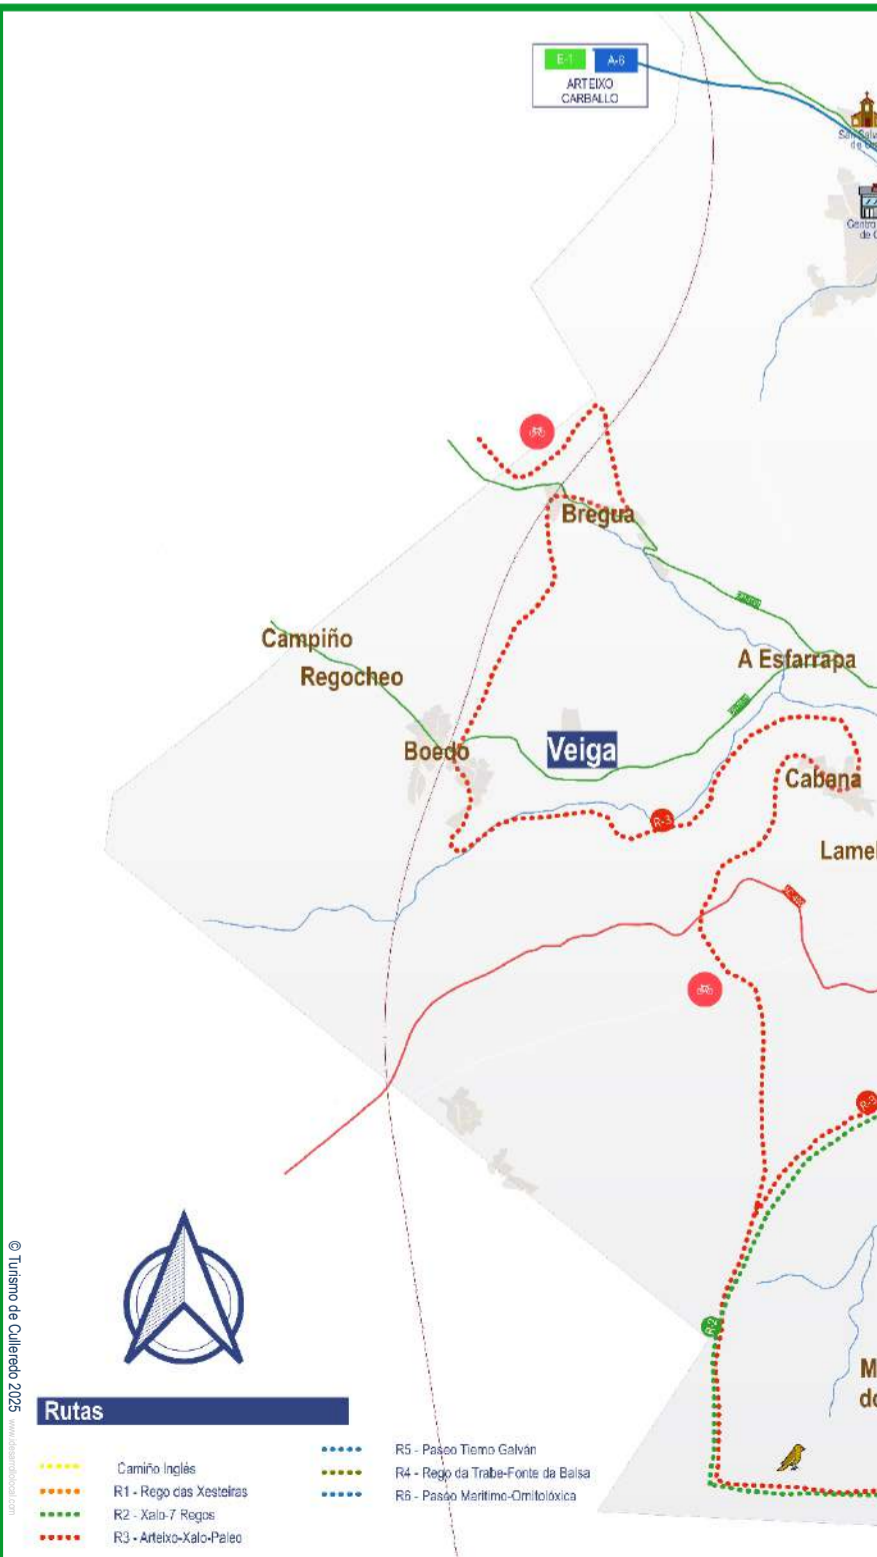 E-1 A-6
ARTEIXO
CARBALLO
Bregua
Campiño
Regocheo
A Esfarrapa
Boedo
Veiga
Cabana
R-3
R-3
R-2
© Turismo de Culleredo 2025
Rutas
Camiño Inglés
R1 - Rego das Xesteiras
R2 - Xalo-7 Regos
R3 - Arteixo-Xalo-Paleo
R5 - Paseo Tierno Galván
R4 - Rego da Trabe-Fonte da Balsa
R6 - Paseo Marítimo-Ornitolóxica